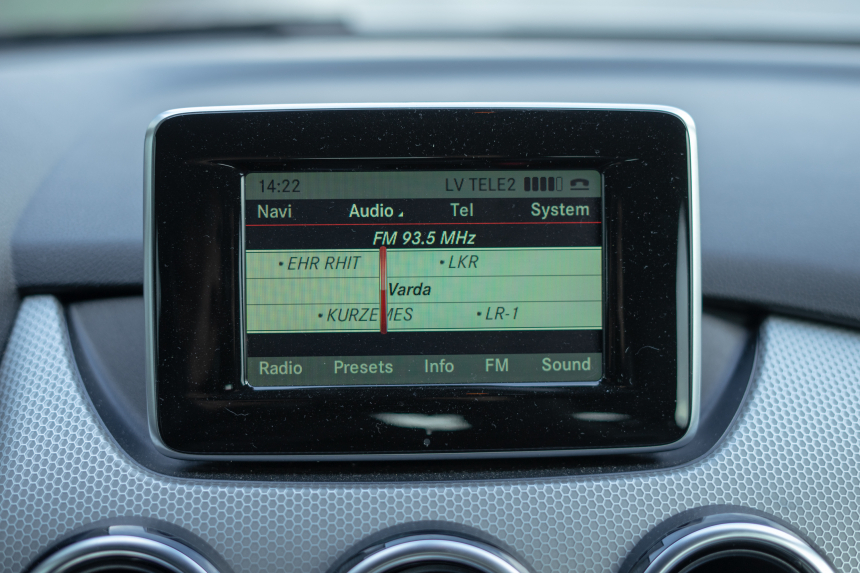 14:22 LV TELE2
Navi Audio Tel System
FM 93.5 MHz
•EHR RHIT •LKR
Varda
•KURZEMES •LR-1
Radio Presets Info FM Sound